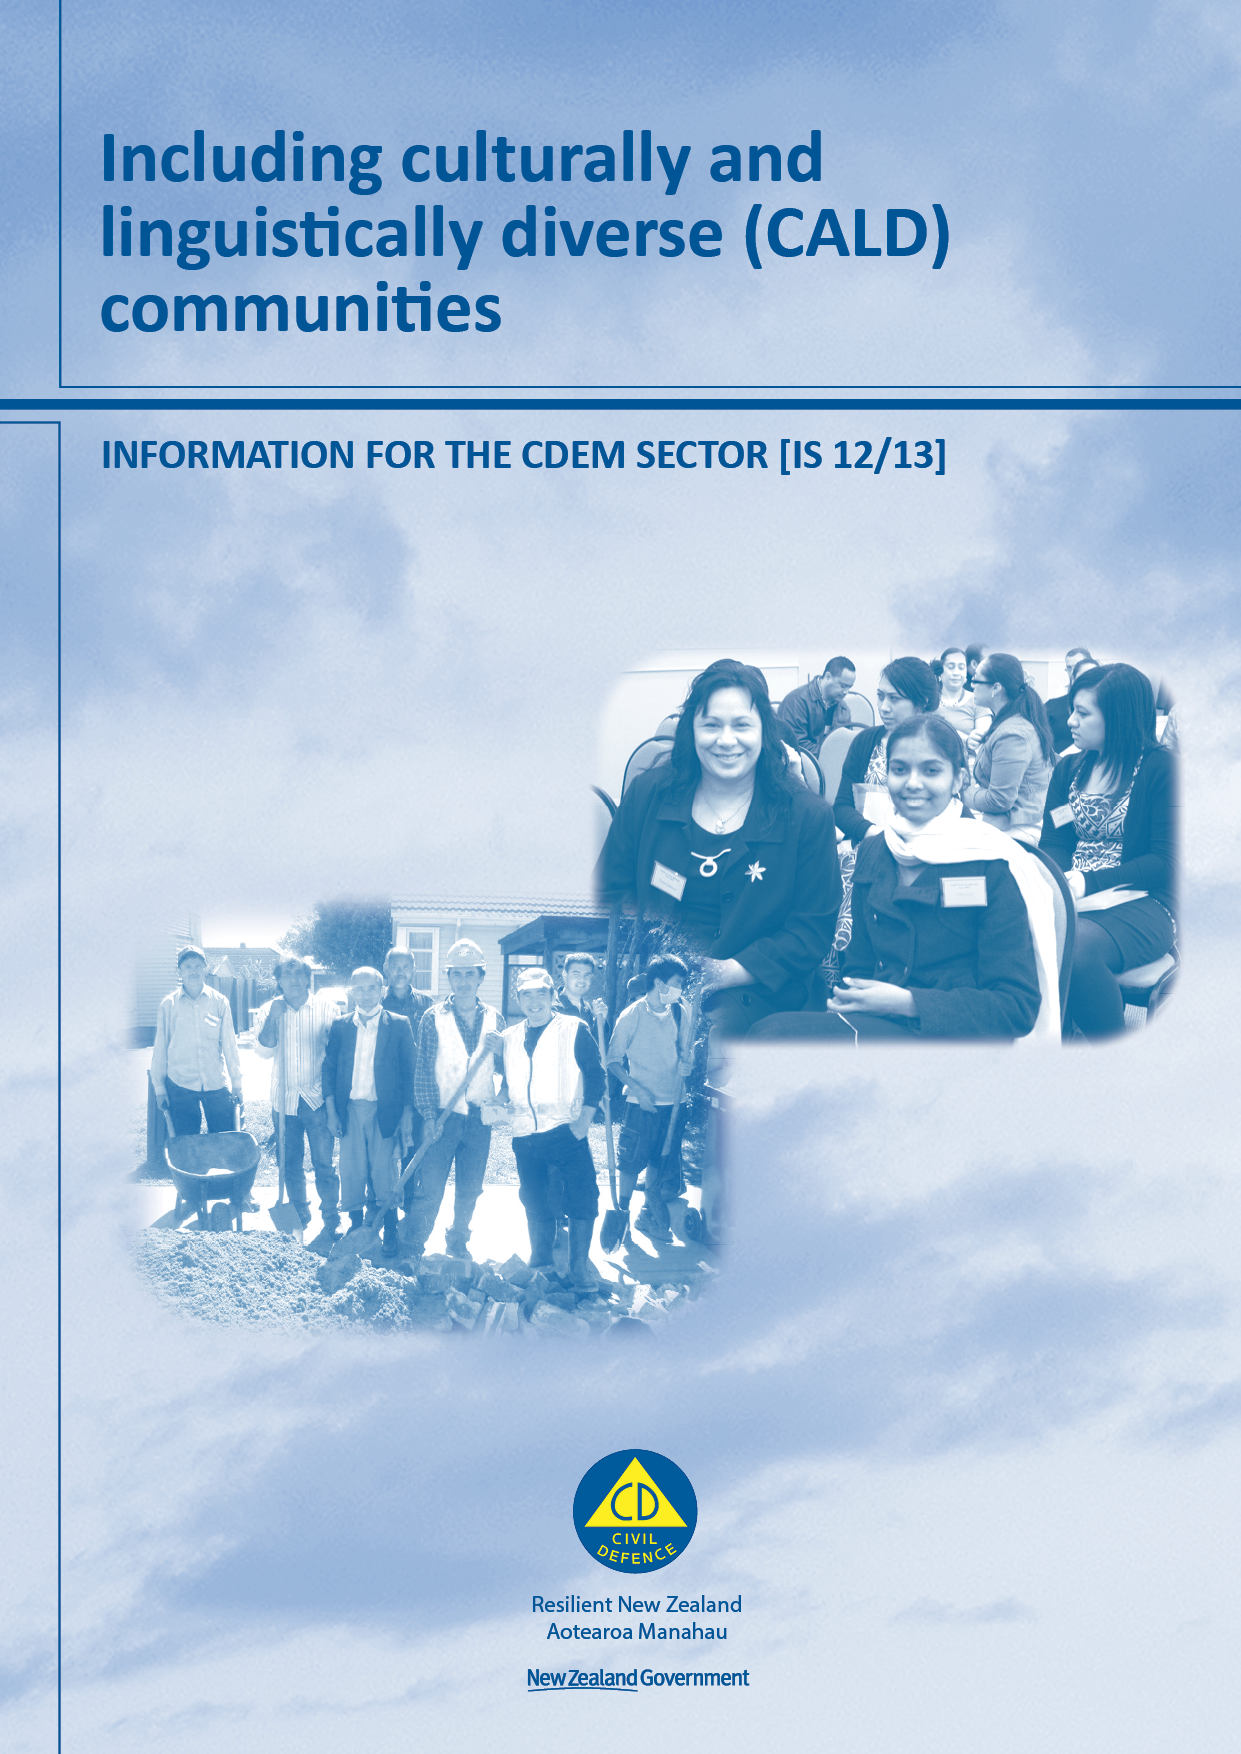 Including culturally and
linguistically diverse (CALD)
communities
INFORMATION FOR THE CDEM SECTOR [IS 12/13]
CD
CIVIL
DEFENCE
Resilient New Zealand
Aotearoa Manahau
New Zealand Government